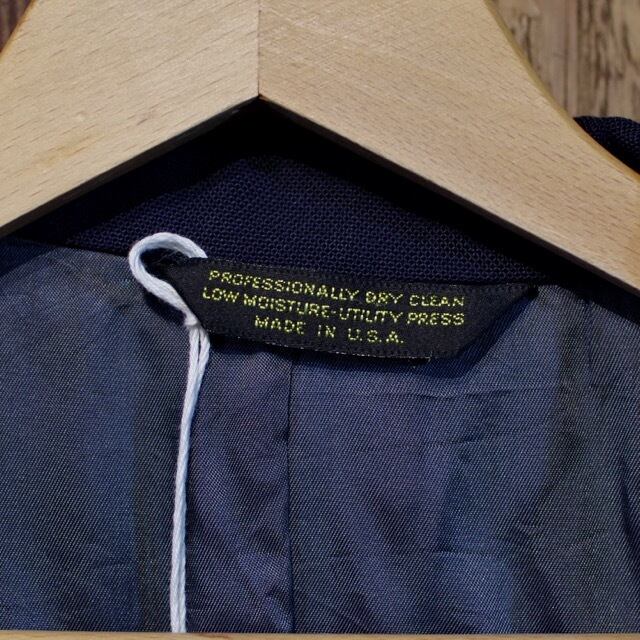 PROFESSIONALLY DRY CLEAN
LOW MOISTURE-UTILITY PRESS
MADE IN U.S.A.